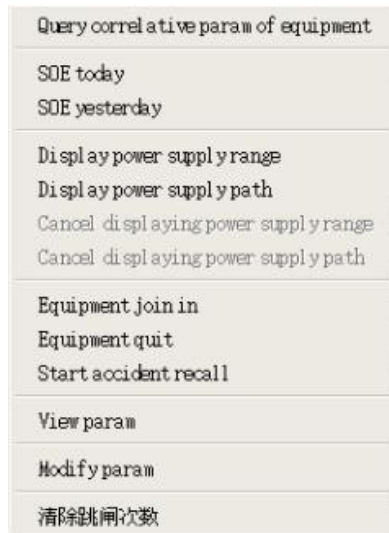 Query correlative param of equipment
SOE today
SOE yesterday
Display power supply range
Display power supply path
Cancel displaying power supply range
Cancel displaying power supply path
Equipment join in
Equipment quit
Start accident recall
View param
Modify param
清除跳闸次数